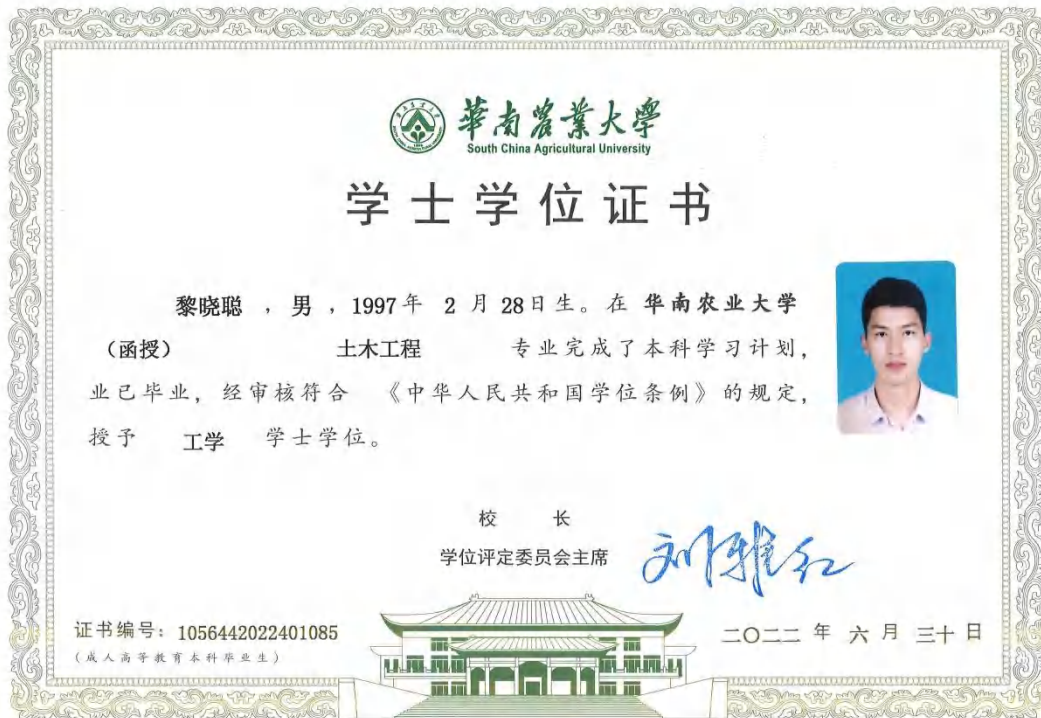 華南農業大學
South China Agricultural University
学士学位证书
黎晓聪 ，男 ，1997年 2 月 28日生。在 华南农业大学
（函授） 土木工程 专业完成了本科学习计划，
业已毕业，经审核符合 《中华人民共和国学位条例》的规定，
授予 工学 学士学位。
校 长
学位评定委员会主席 刘雅红
证书编号：1056442022401085
二〇二二 年 六 月 三十 日
（成人高等教育本科毕业生）